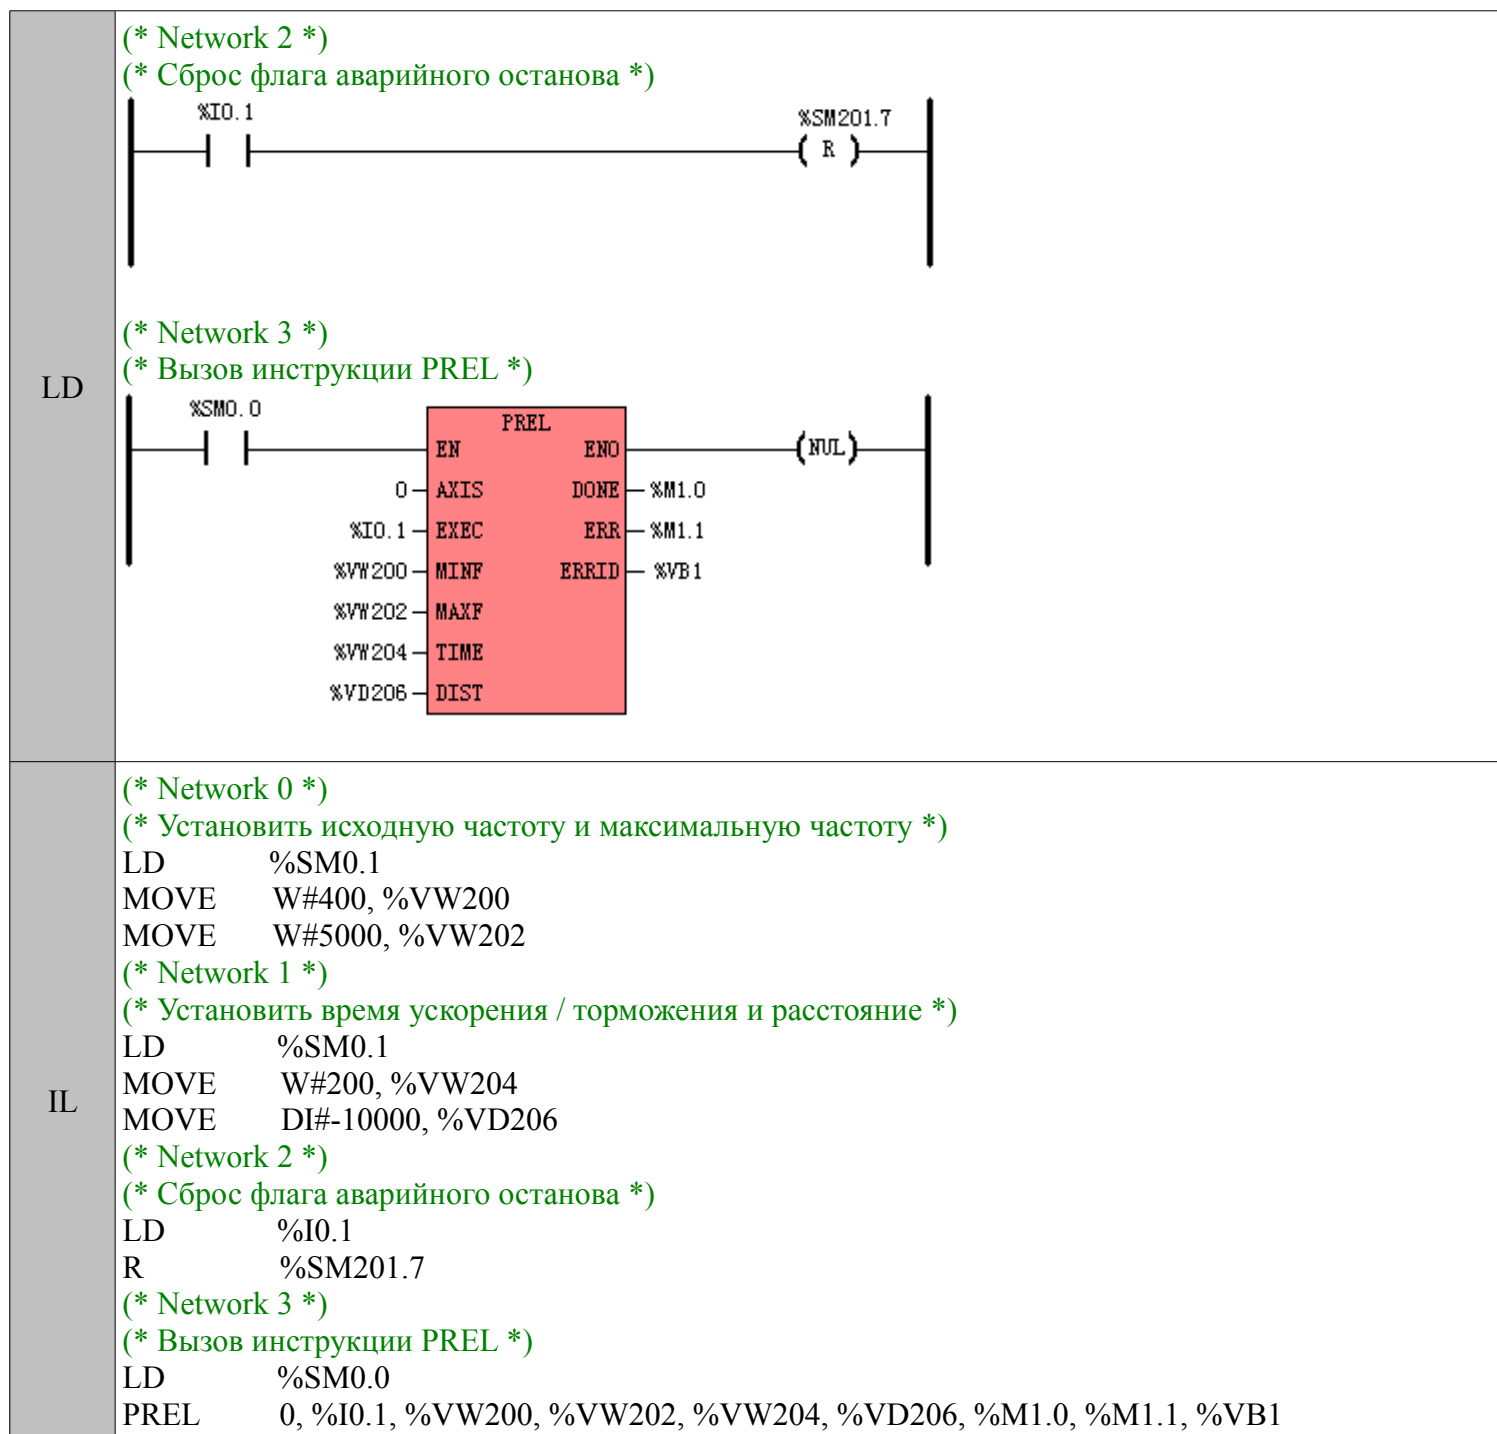 (* Network 2 *)
(* Сброс флага аварийного останова *)
%I0.1 %SM201.7
( R )
(* Network 3 *)
LD
(* Вызов инструкции PREL *)
%SM0.0
PREL
EN ENO (NUL)
0 AXIS DONE %M1.0
%I0.1 EXEC ERR %M1.1
%VW200 MINF ERRID %VB1
%VW202 MAXF
%VW204 TIME
%VD206 DIST
(* Network 0 *)
(* Установить исходную частоту и максимальную частоту *)
LD %SM0.1
MOVE W#400, %VW200
MOVE W#5000, %VW202
(* Network 1 *)
(* Установить время ускорения / торможения и расстояние *)
LD %SM0.1
MOVE W#200, %VW204
IL
MOVE DI#-10000, %VD206
(* Network 2 *)
(* Сброс флага аварийного останова *)
LD %I0.1
R %SM201.7
(* Network 3 *)
(* Вызов инструкции PREL *)
LD %SM0.0
PREL 0, %I0.1, %VW200, %VW202, %VW204, %VD206, %M1.0, %M1.1, %VB1